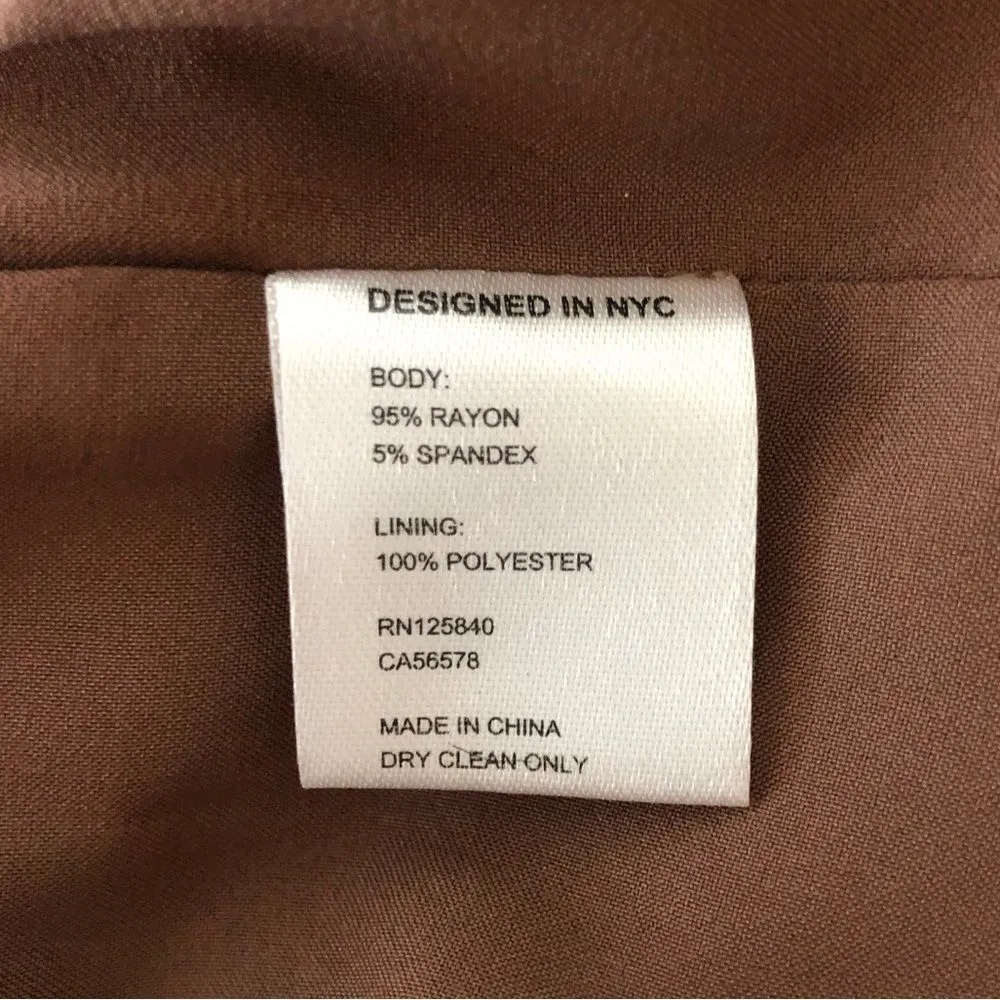 DESIGNED IN NYC
BODY:
95% RAYON
5% SPANDEX
LINING:
100% POLYESTER
RN125840
CA56578
MADE IN CHINA
DRY CLEAN ONLY